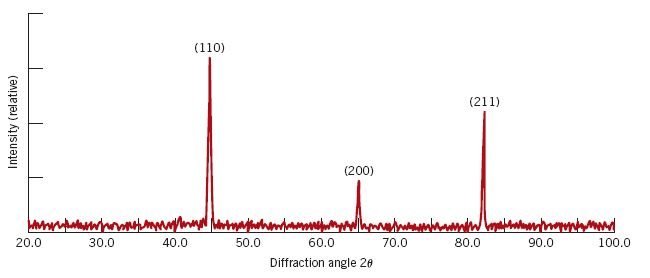 (110)
(211)
(200)
Intensity (relative)
20.0 30.0 40.0 50.0 60.0 70.0 80.0 90.0 100.0
Diffraction angle 2θ